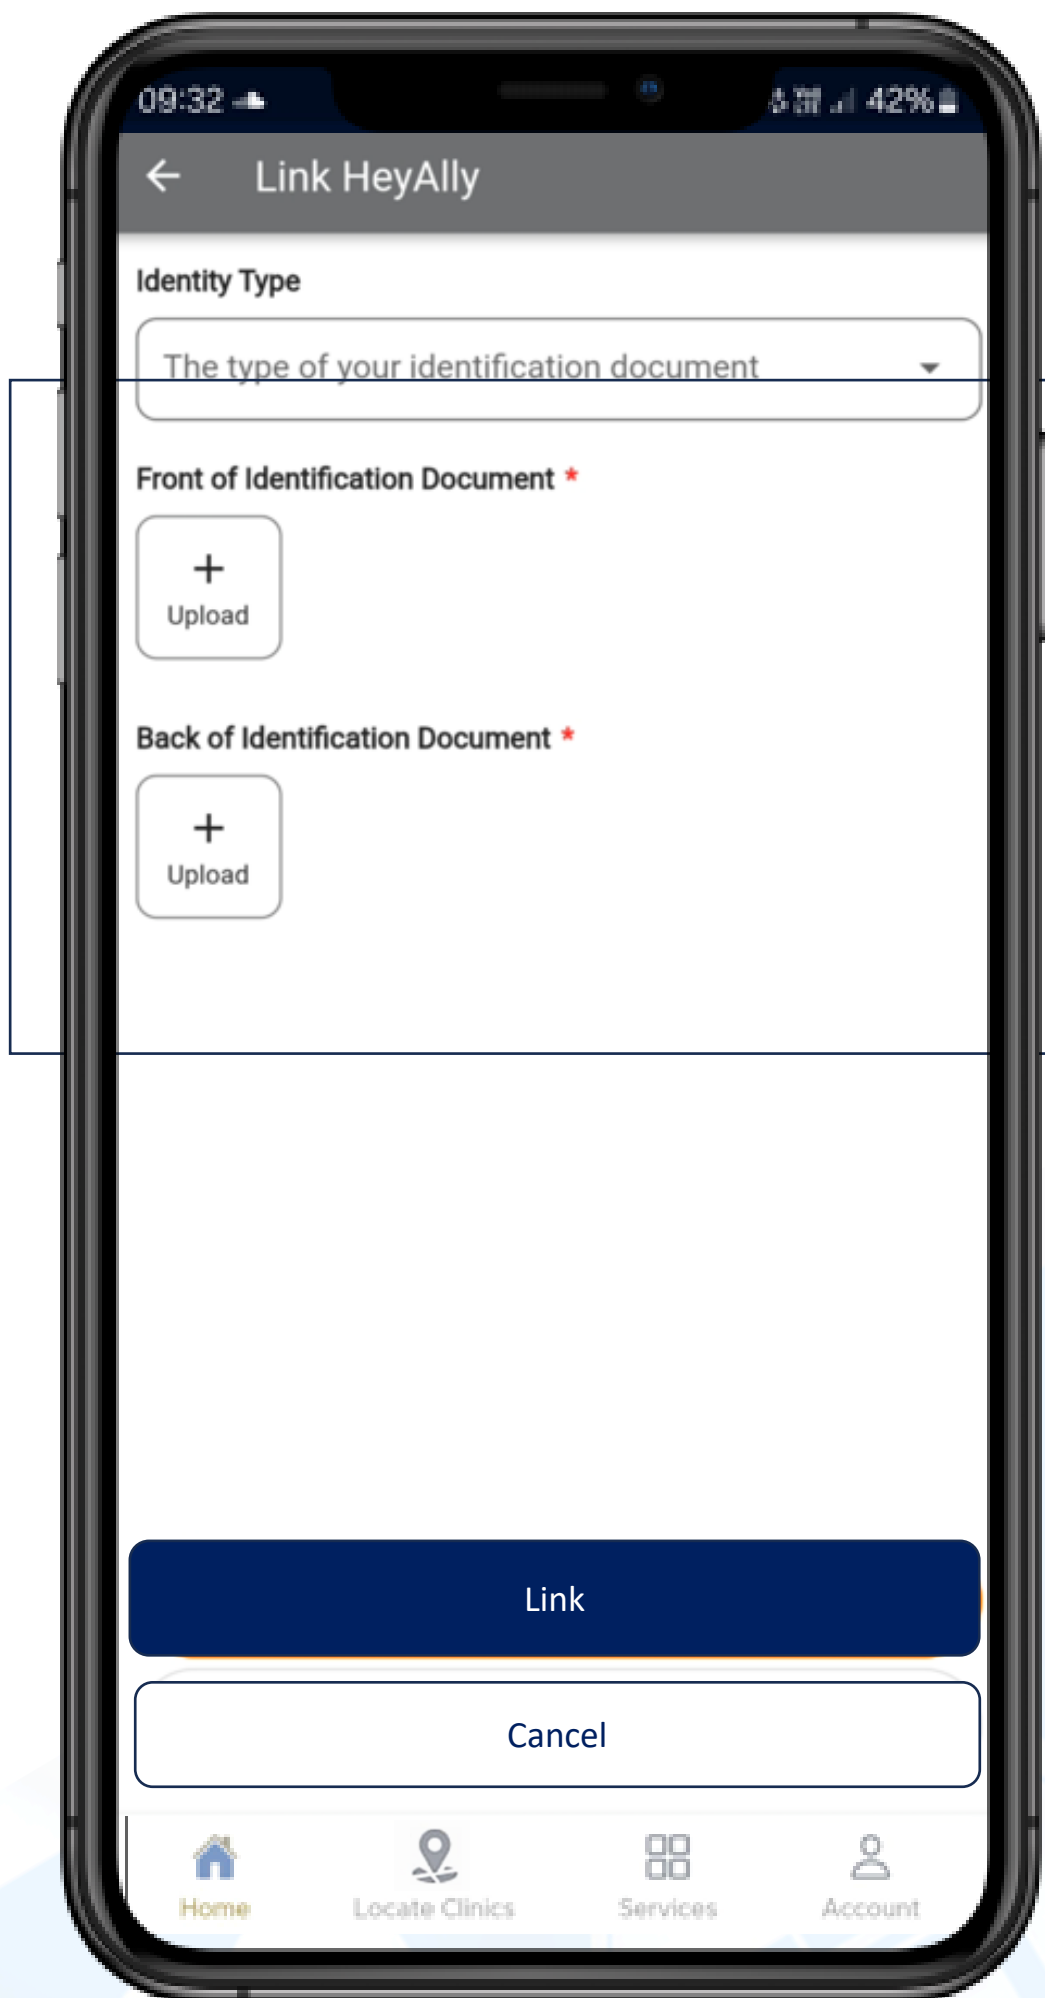 09:32
42%
Link HeyAlly
Identity Type
The type of your identification document
Front of Identification Document *
+
Upload
Back of Identification Document *
+
Upload
Link
Cancel
Home Locate Clinics Services Account